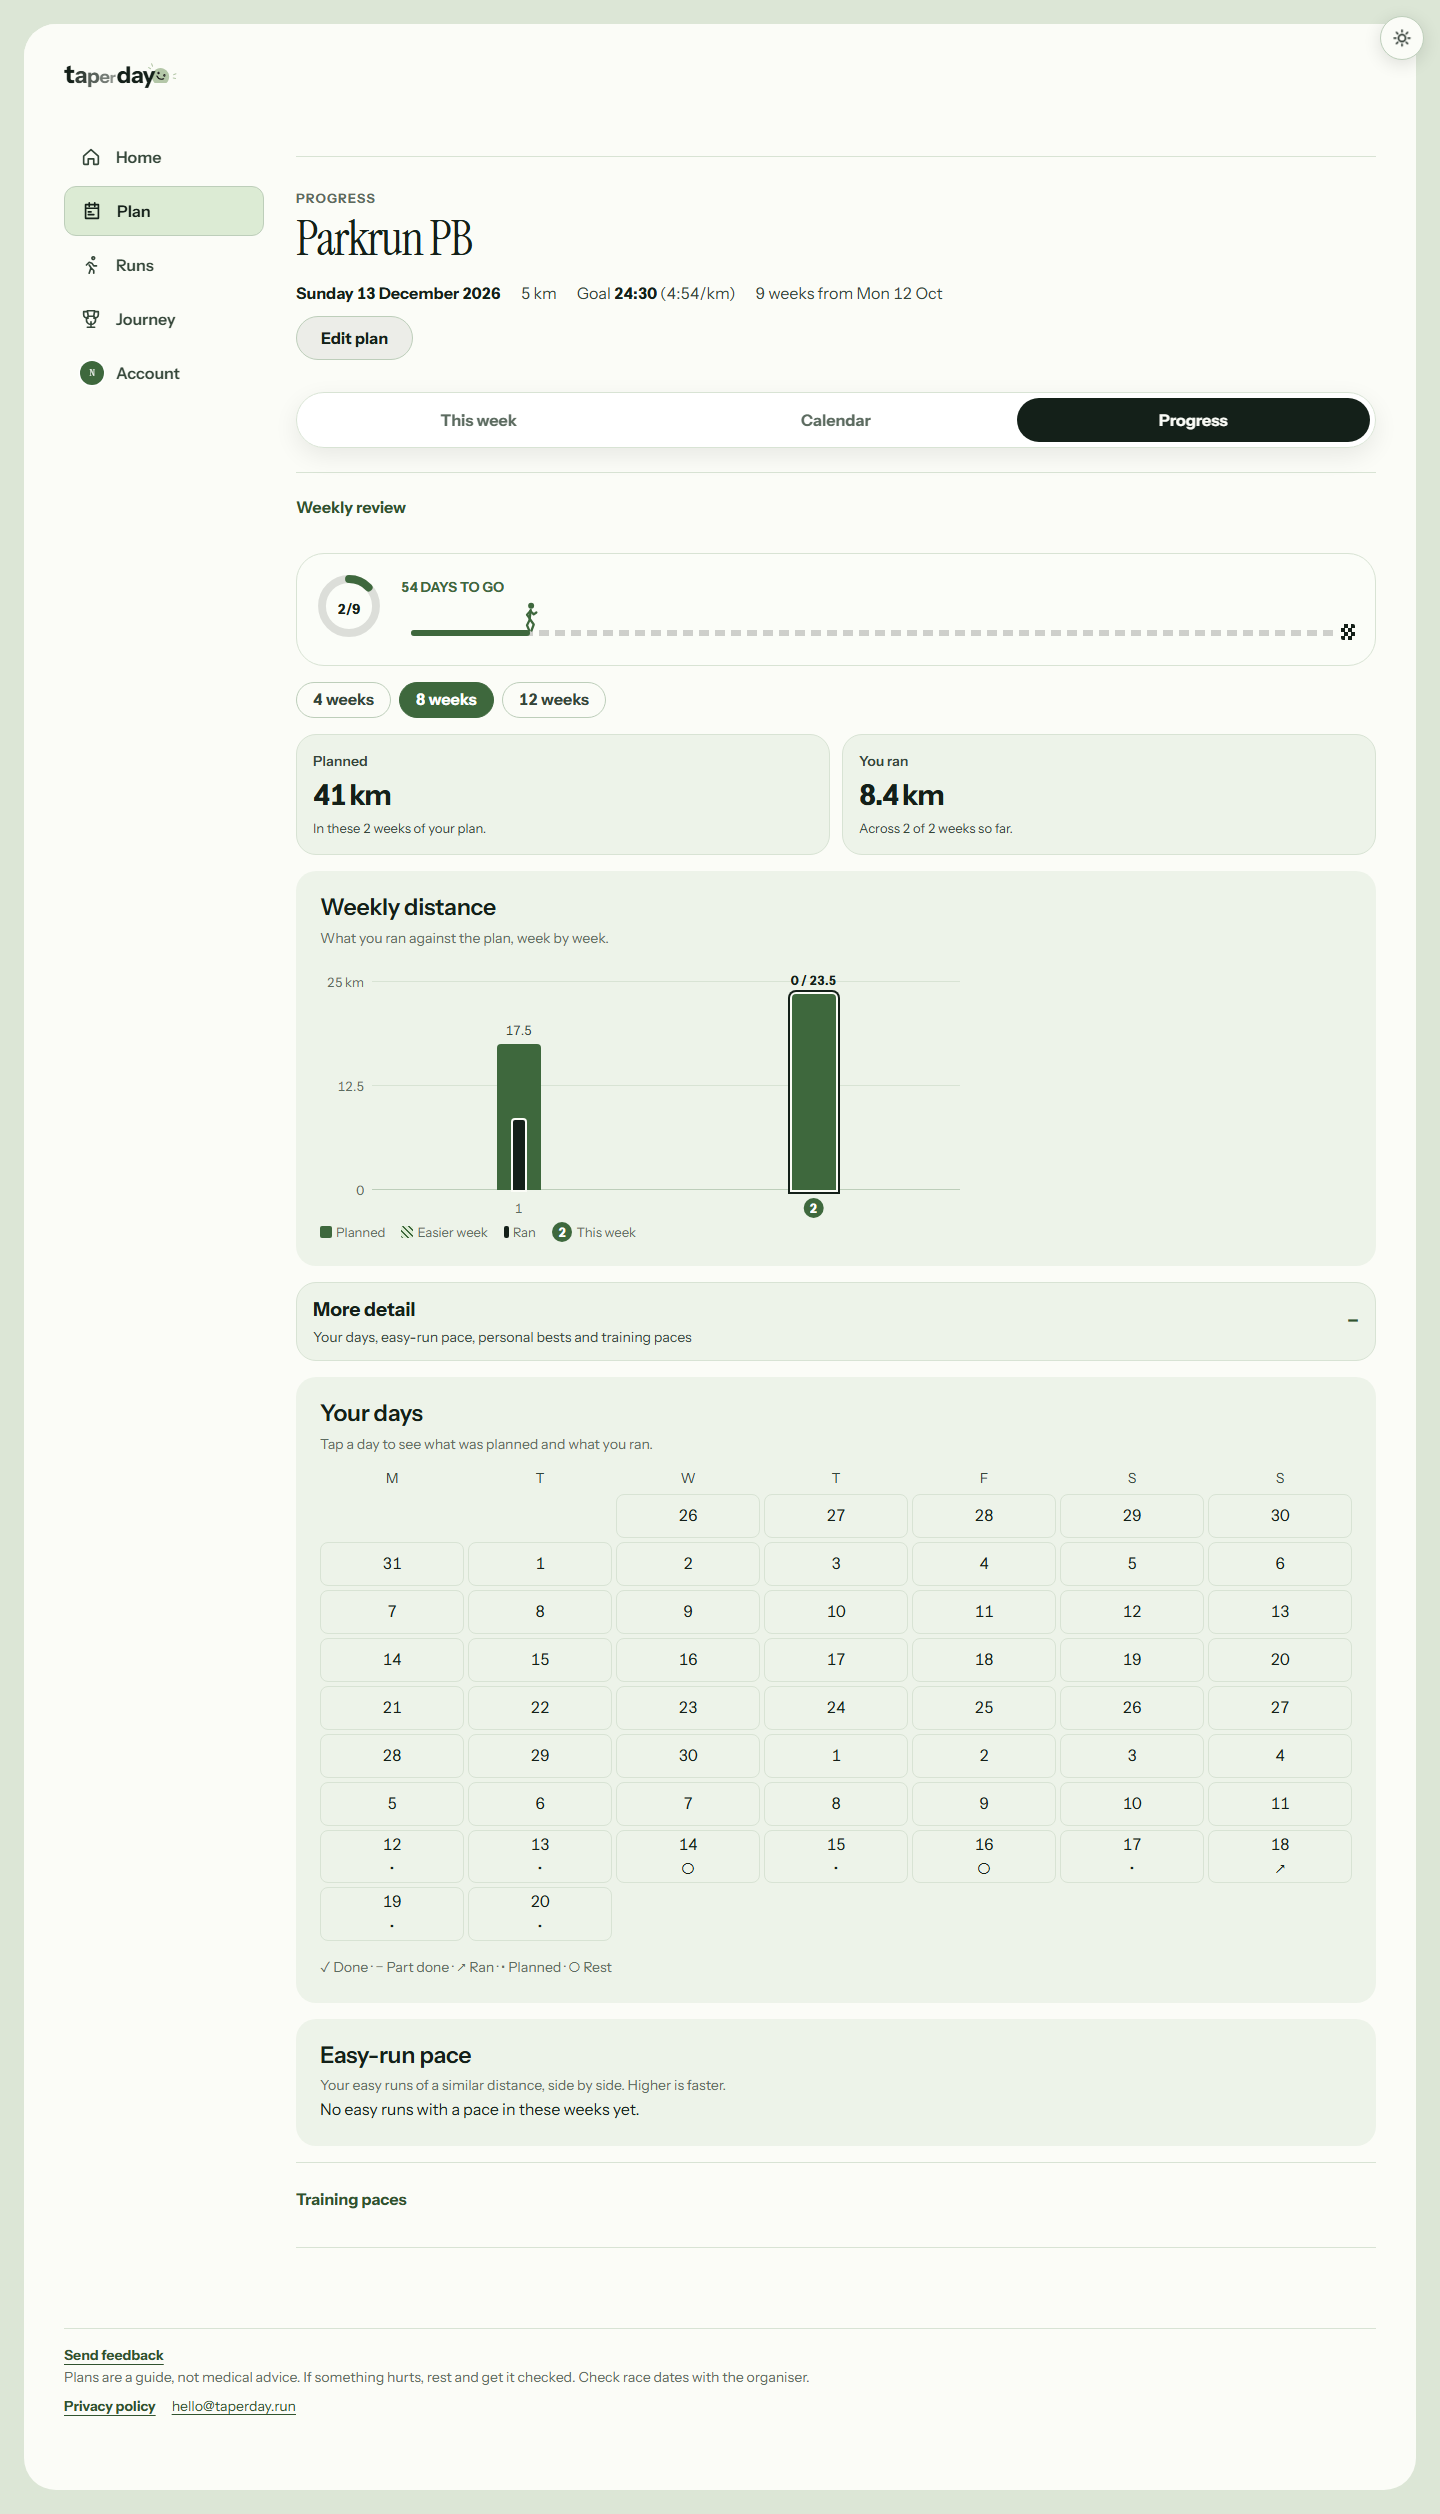 taperday
Home
Plan
Runs
Journey
N Account
PROGRESS
Parkrun PB
Sunday 13 December 2026 5 km Goal 24:30 (4:54/km) 9 weeks from Mon 12 Oct
Edit plan
This week Calendar Progress
Weekly review
2/9
54 DAYS TO GO
4 weeks 8 weeks 12 weeks
Planned
41 km
In these 2 weeks of your plan.
You ran
8.4 km
Across 2 of 2 weeks so far.
Weekly distance
What you ran against the plan, week by week.
25 km
0 / 23.5
17.5
12.5
0
1 2
Planned Easier week Ran 2 This week
More detail
Your days, easy-run pace, personal bests and training paces
Your days
Tap a day to see what was planned and what you ran.
M T W T F S S
26 27 28 29 30
31 1 2 3 4 5 6
7 8 9 10 11 12 13
14 15 16 17 18 19 20
21 22 23 24 25 26 27
28 29 30 1 2 3 4
5 6 7 8 9 10 11
12 13 14 15 16 17 18
· · ○ · ○ · ↗
19 20
· ·
✓ Done · – Part done · ↗ Ran · • Planned · ○ Rest
Easy-run pace
Your easy runs of a similar distance, side by side. Higher is faster.
No easy runs with a pace in these weeks yet.
Training paces
Send feedback
Plans are a guide, not medical advice. If something hurts, rest and get it checked. Check race dates with the organiser.
Privacy policy hello@taperday.run